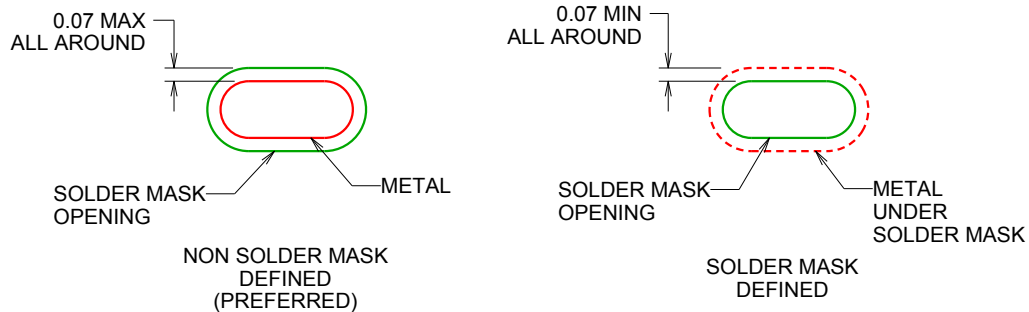 0.07 MAX
ALL AROUND
SOLDER MASK
OPENING
METAL
NON SOLDER MASK
DEFINED
(PREFERRED)
0.07 MIN
ALL AROUND
SOLDER MASK
OPENING
METAL
UNDER
SOLDER MASK
SOLDER MASK
DEFINED